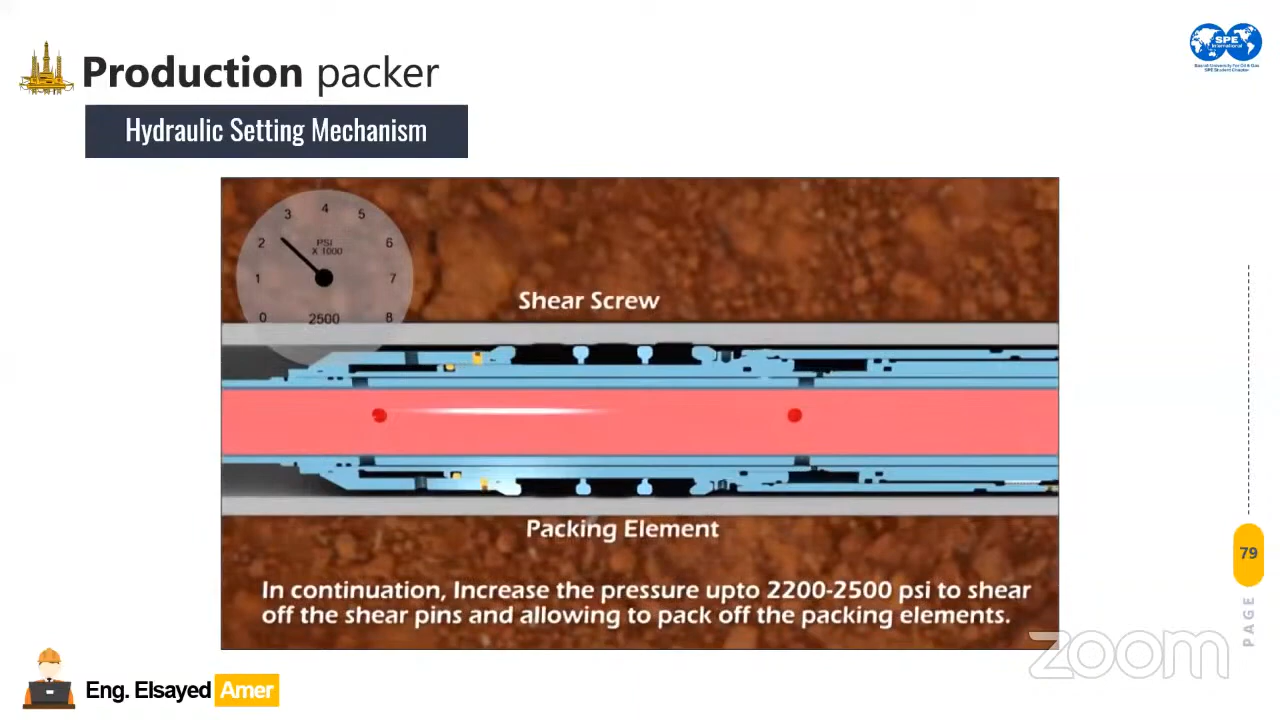 Production packer
SPE
International
Hydraulic Setting Mechanism
3 4 5
2 PSI 6
X 1000
1 7
0 2500 8
Shear Screw
Packing Element
In continuation, Increase the pressure upto 2200-2500 psi to shear
off the shear pins and allowing to pack off the packing elements.
79
PAGE
zoom
Eng. Elsayed Amer